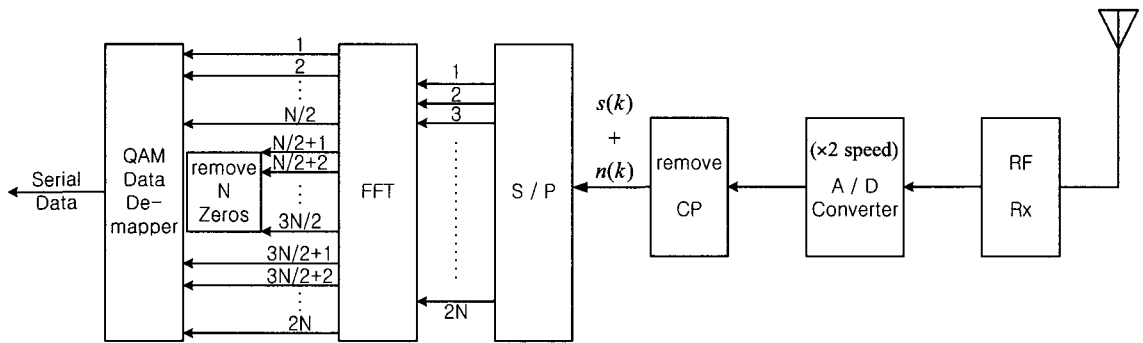 1
2
N/2
N/2+1
N/2+2
3N/2
3N/2+1
3N/2+2
2N
Serial
Data
QAM
Data
De-
mapper
remove
N
Zeros
FFT
1
2
3
2N
S / P
s(k)
+
n(k)
remove
CP
(×2 speed)
A / D
Converter
RF
Rx